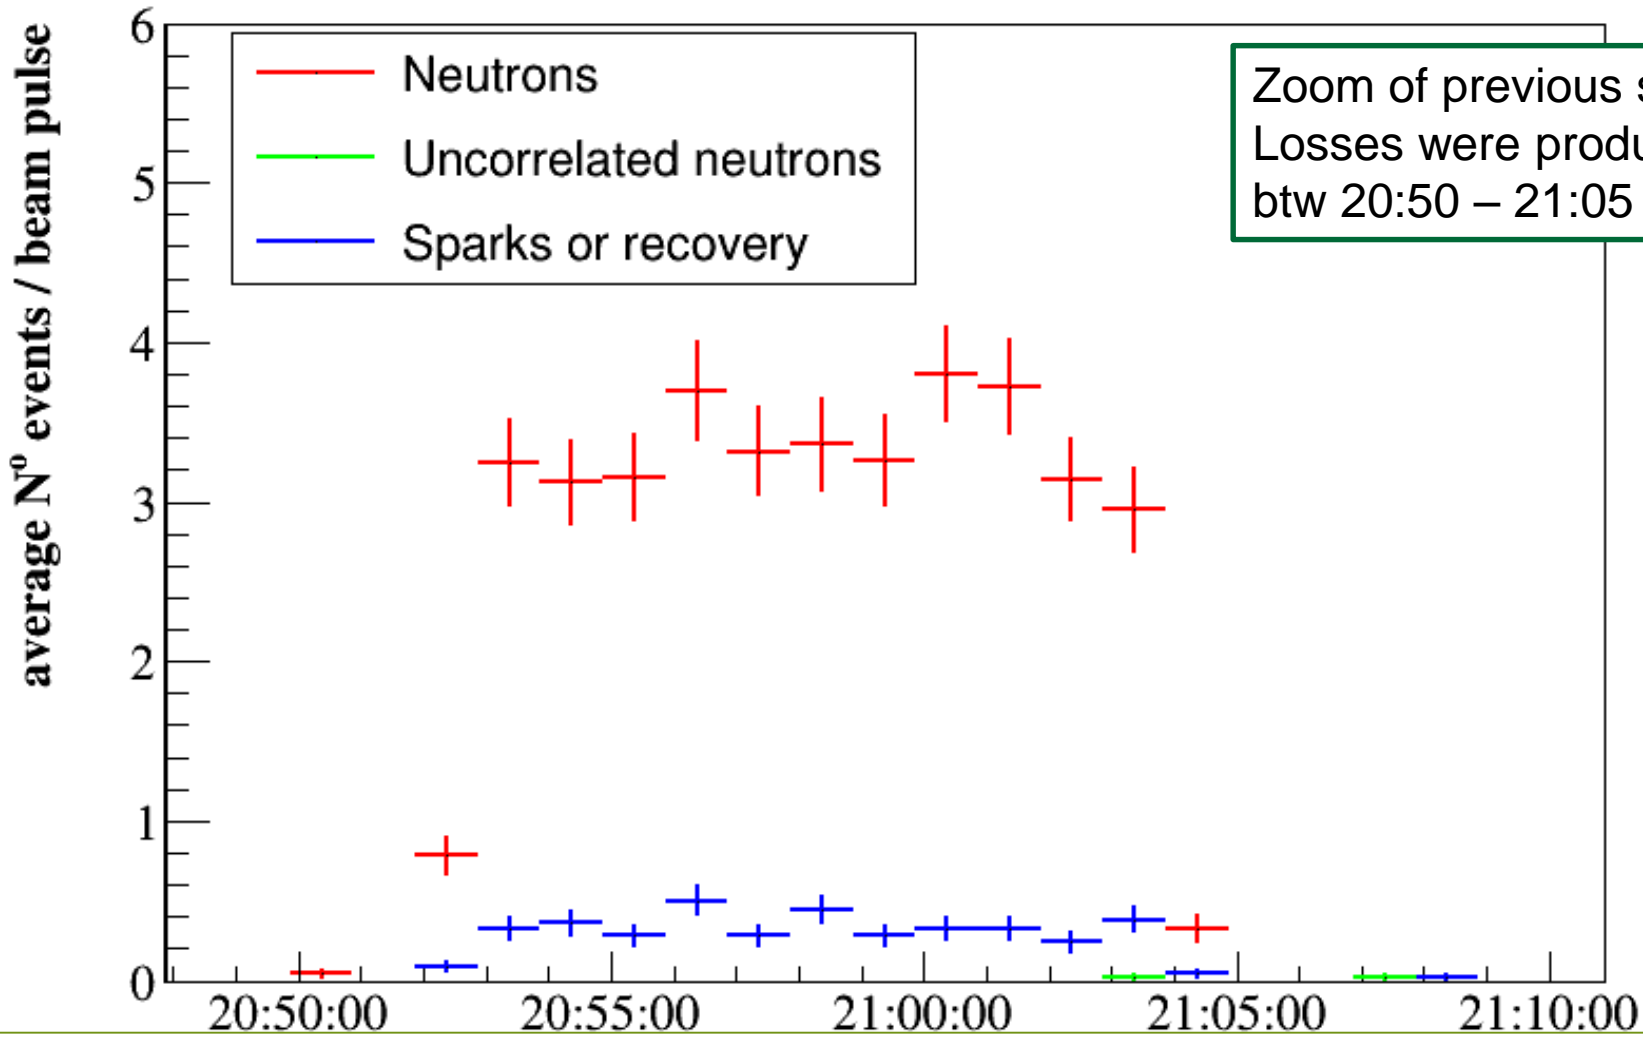 average Nº events / beam pulse
6
5
4
3
2
1
0
Neutrons
Uncorrelated neutrons
Sparks or recovery
Zoom of previous
Losses were
btw 20:50 – 21:05
20:50:00 20:55:00 21:00:00 21:05:00 21:10:00